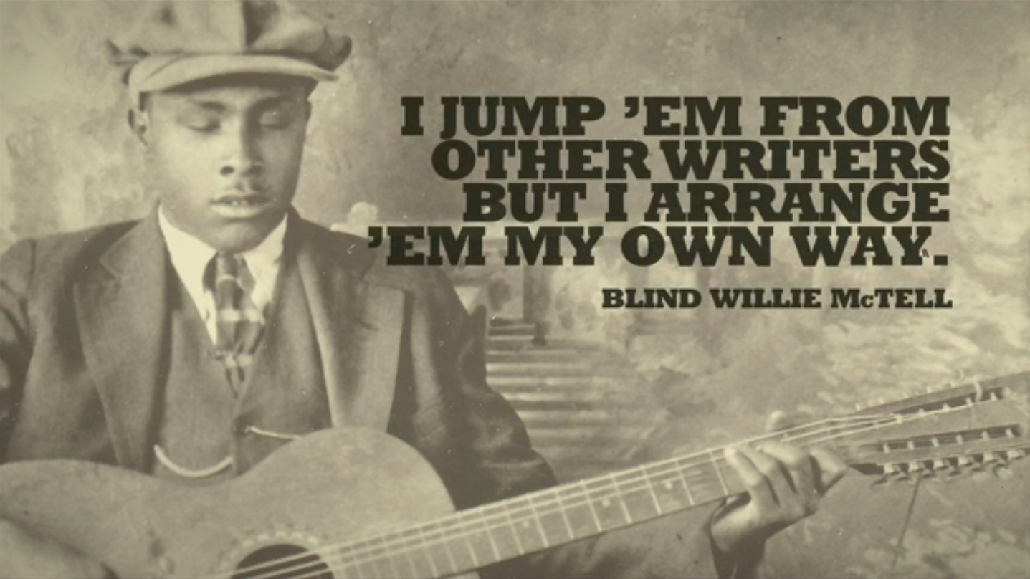 I JUMP ’EM FROM
OTHER WRITERS
BUT I ARRANGE
’EM MY OWN WAY.
BLIND WILLIE McTELL